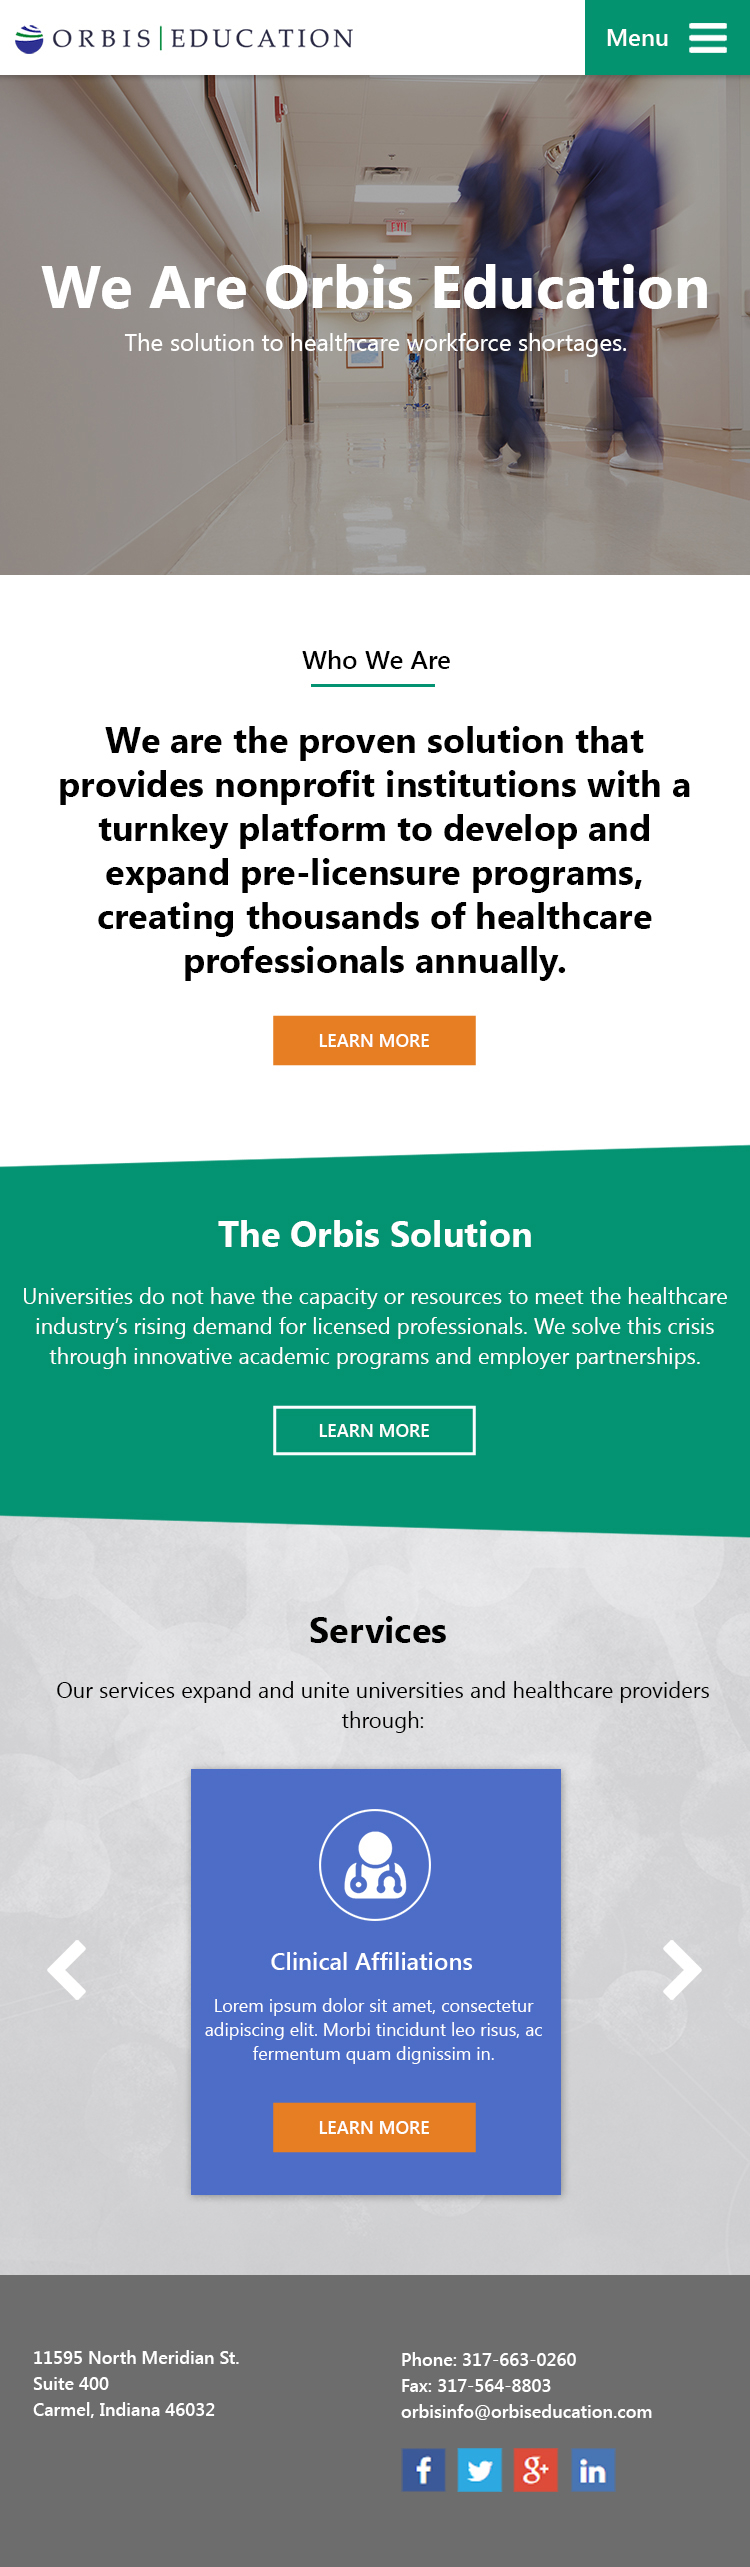 ORBIS | EDUCATION
Menu
EXIT
We Are Orbis Education
The solution to healthcare workforce shortages.
Who We Are
We are the proven solution that
provides nonprofit institutions with a
turnkey platform to develop and
expand pre-licensure programs,
creating thousands of healthcare
professionals annually.
LEARN MORE
The Orbis Solution
Universities do not have the capacity or resources to meet the healthcare
industry’s rising demand for licensed professionals. We solve this crisis
through innovative academic programs and employer partnerships.
LEARN MORE
Services
Our services expand and unite universities and healthcare providers
through:
Clinical Affiliations
Lorem ipsum dolor sit amet, consectetur
adipiscing elit. Morbi tincidunt leo risus, ac
fermentum quam dignissim in.
LEARN MORE
11595 North Meridian St.
Suite 400
Carmel, Indiana 46032
Phone: 317-663-0260
Fax: 317-564-8803
orbisinfo@orbiseducation.com
f
g+
in